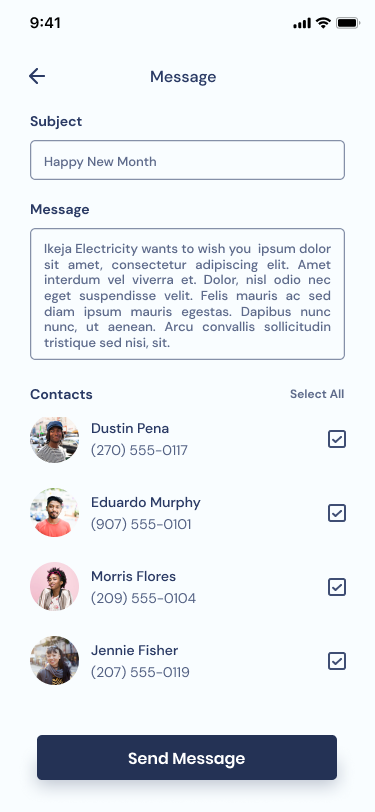 9:41
Message
Subject
Happy New Month
Message
Ikeja Electricity wants to wish you ipsum dolor
sit amet, consectetur adipiscing elit. Amet
interdum vel viverra et. Dolor, nisl odio nec
eget suspendisse velit. Felis mauris ac sed
diam ipsum mauris egestas. Dapibus nunc
nunc, ut aenean. Arcu convallis sollicitudin
tristique sed nisi, sit.
Contacts
Select All
Dustin Pena
(270) 555-0117
Eduardo Murphy
(907) 555-0101
Morris Flores
(209) 555-0104
Jennie Fisher
(207) 555-0119
Send Message